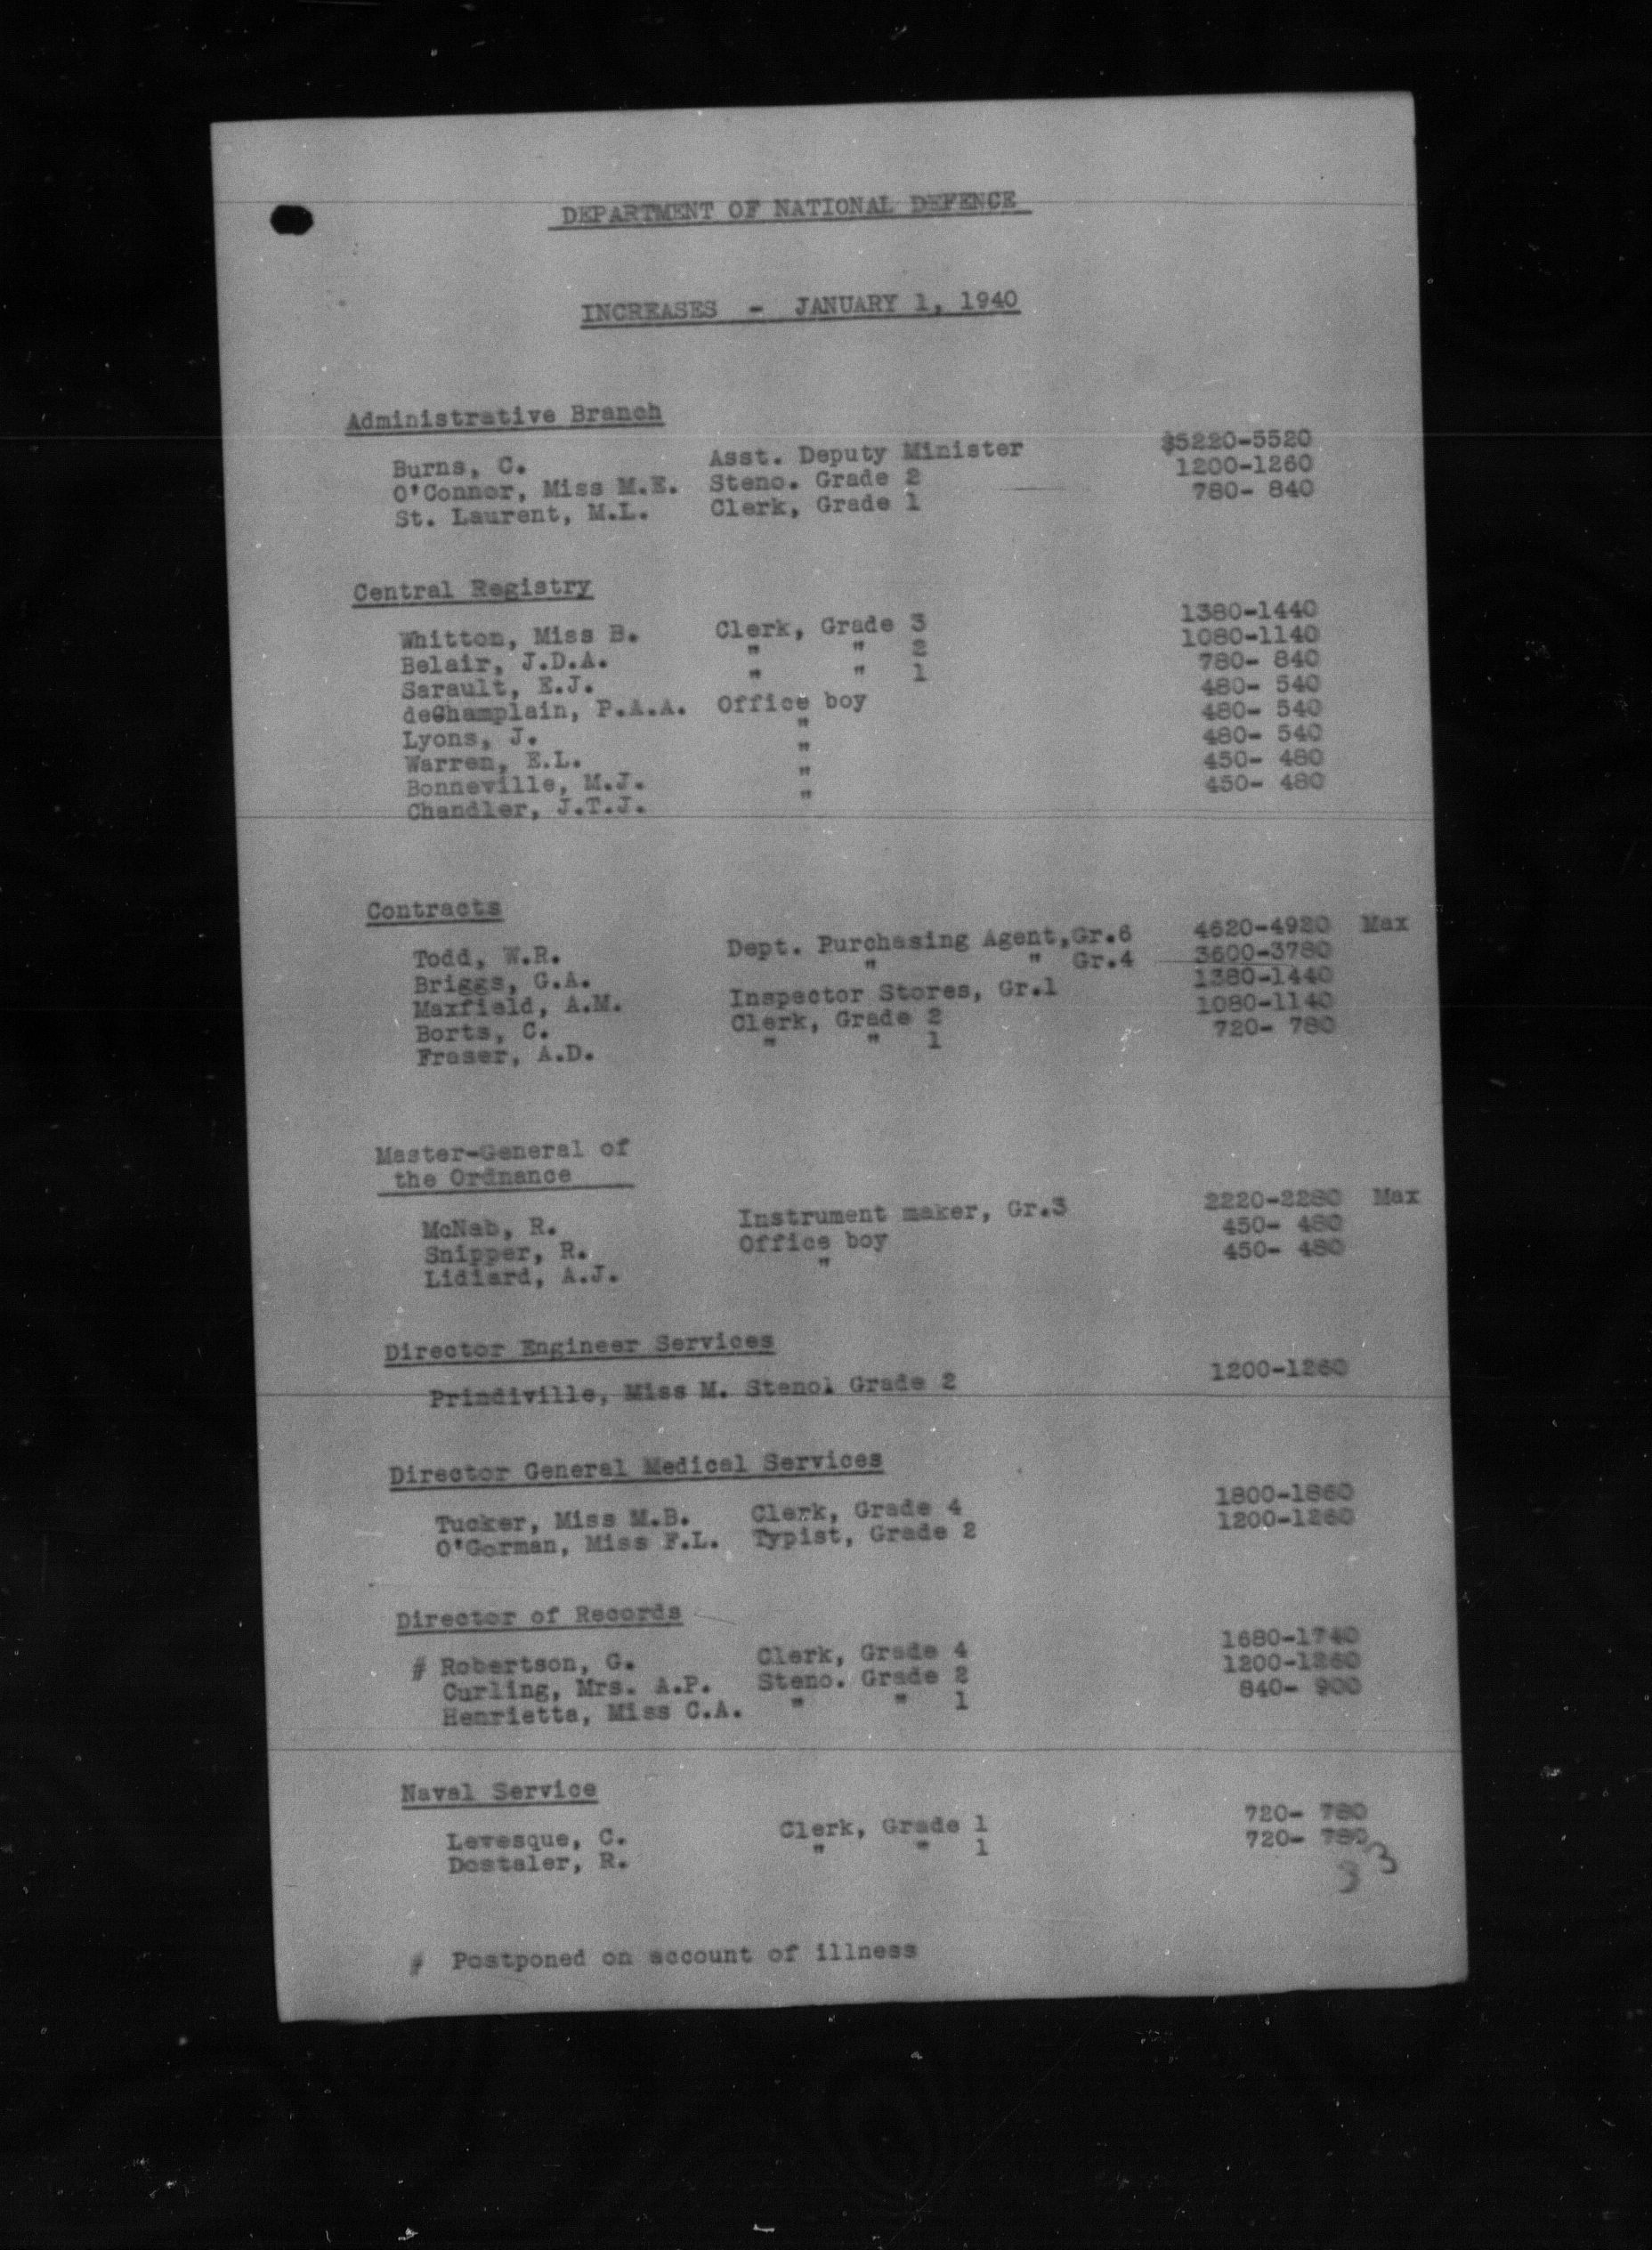 DEPARTMENT OF NATIONAL DEFENCE
INCREASES - JANUARY 1, 1940
Administrative Branch
Burns, C. Asst. Deputy Minister $5220-5520
O'Connor, Miss M.E. Steno. Grade 2 1200-1260
St. Laurent, M.L. Clerk, Grade 1 780- 840
Central Registry
Whitton, Miss B. Clerk, Grade 3 1380-1440
Belair, J.D.A. " " 2 1080-1140
Sarault, E.J. " " 1 780- 840
deChamplain, P.A.A. Office boy 480- 540
Lyons, J. " 480- 540
Warren, E.L. " 480- 540
Bonneville, M.J. " 450- 480
Chandler, J.T.J. " 450- 480
Contracts
Todd, W.R. Dept. Purchasing Agent,Gr.6 4620-4920 Max
Briggs, G.A. " " Gr.4 3600-3780
Maxfield, A.M. Inspector Stores, Gr.1 1380-1440
Borts, C. Clerk, Grade 2 1080-1140
Fraser, A.D. " " 1 720- 780
Master-General of
the Ordnance
McNab, R. Instrument maker, Gr.3 2220-2280 Max
Snipper, R. Office boy 450- 480
Lidiard, A.J. " 450- 480
Director Engineer Services
Prindiville, Miss M. Steno. Grade 2 1200-1260
Director General Medical Services
Tucker, Miss M.B. Clerk, Grade 4 1800-1860
O'Gorman, Miss F.L. Typist, Grade 2 1200-1260
Director of Records
# Robertson, G. Clerk, Grade 4 1680-1740
Curling, Mrs. A.P. Steno. Grade 2 1200-1260
Henrietta, Miss C.A. " " 1 840- 900
Naval Service
Levesque, C. Clerk, Grade 1 720- 780
Dostaler, R. " " 1 720- 780
33
# Postponed on account of illness